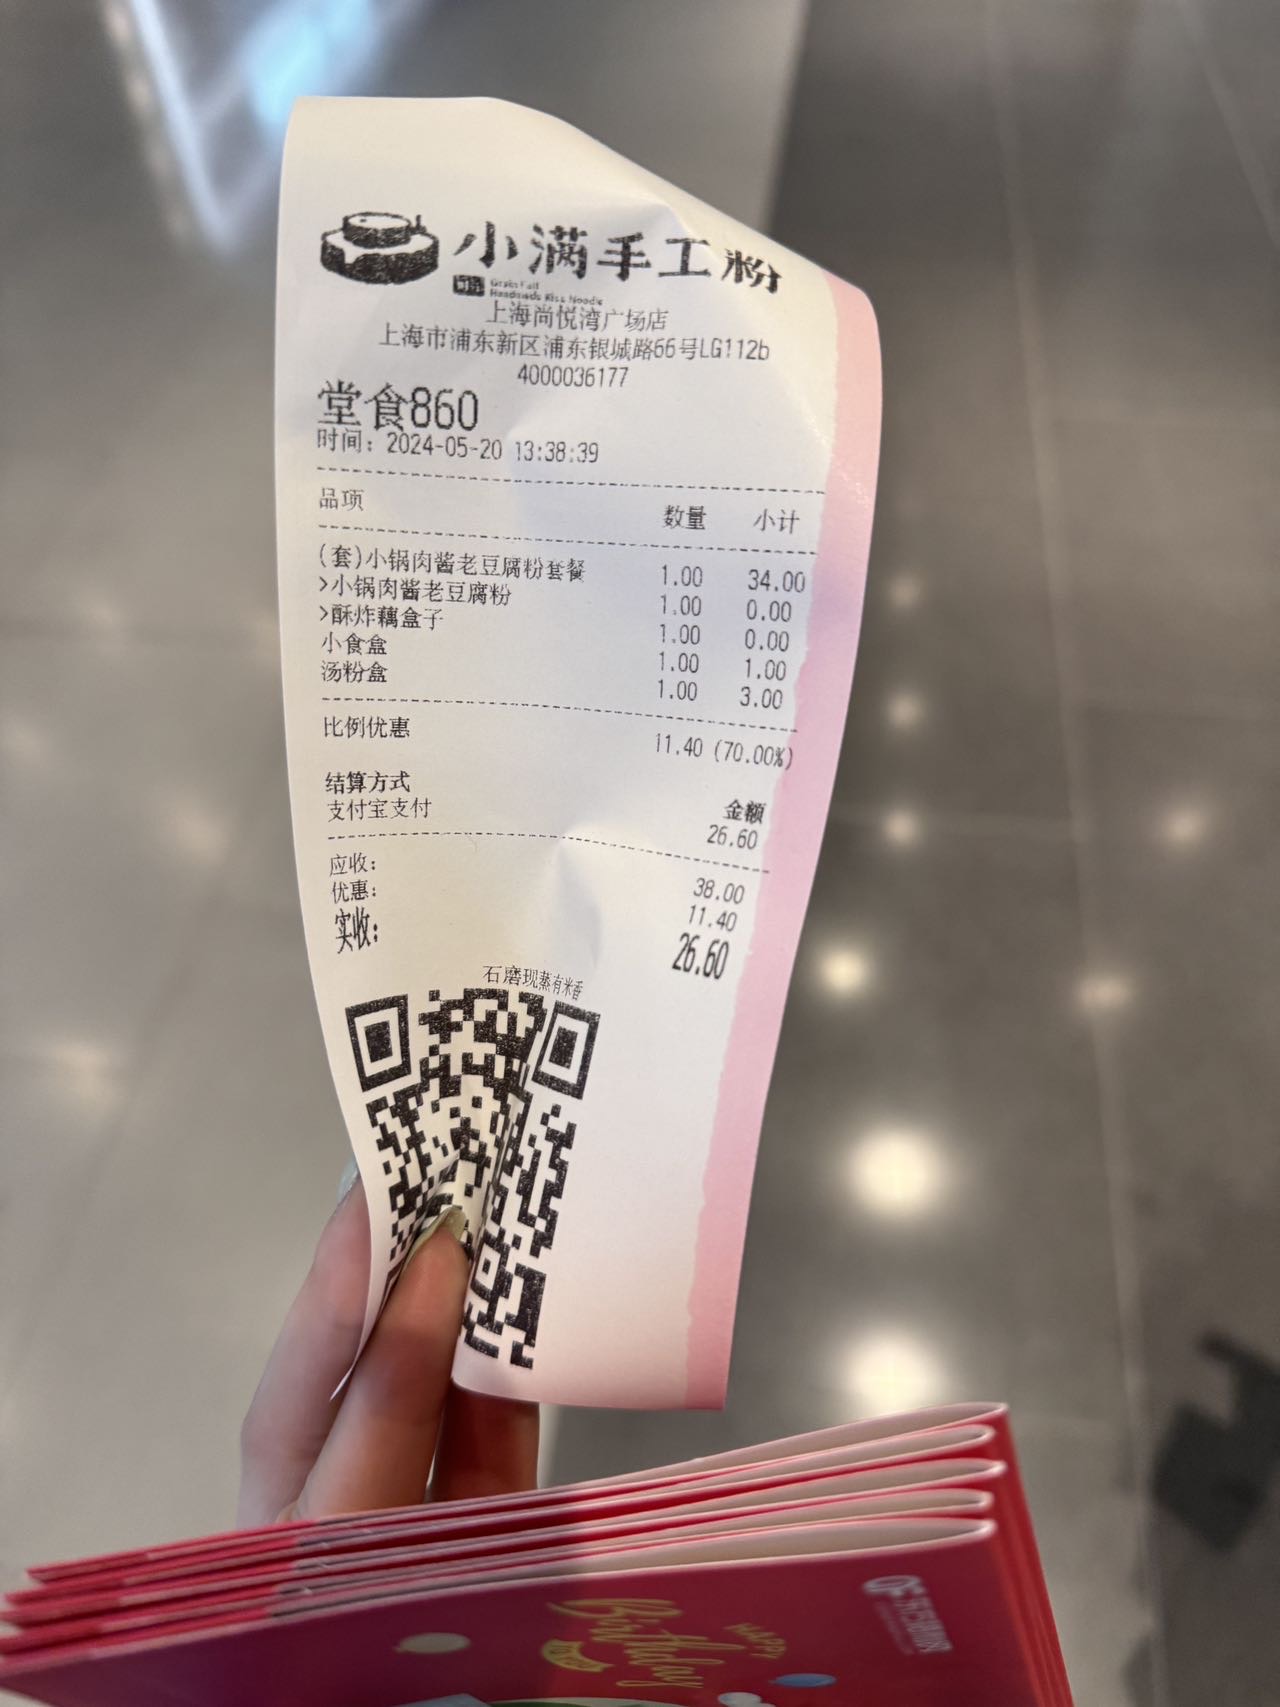 小满手工粉
Grain Full
Handmade Rice Noodle
上海尚悦湾广场店
上海市浦东新区浦东银城路66号LG112b
4000036177
堂食860
时间：2024-05-20 13:38:39
品项 数量 小计
(套)小锅肉酱老豆腐粉套餐 1.00 34.00
>小锅肉酱老豆腐粉 1.00 0.00
>酥炸藕盒子 1.00 0.00
小食盒 1.00 1.00
汤粉盒 1.00 3.00
比例优惠 11.40 (70.00%)
结算方式 金额
支付宝支付 26.60
应收： 38.00
优惠： 11.40
实收： 26.60
石磨现蒸有米香
HAPPY
Birthday